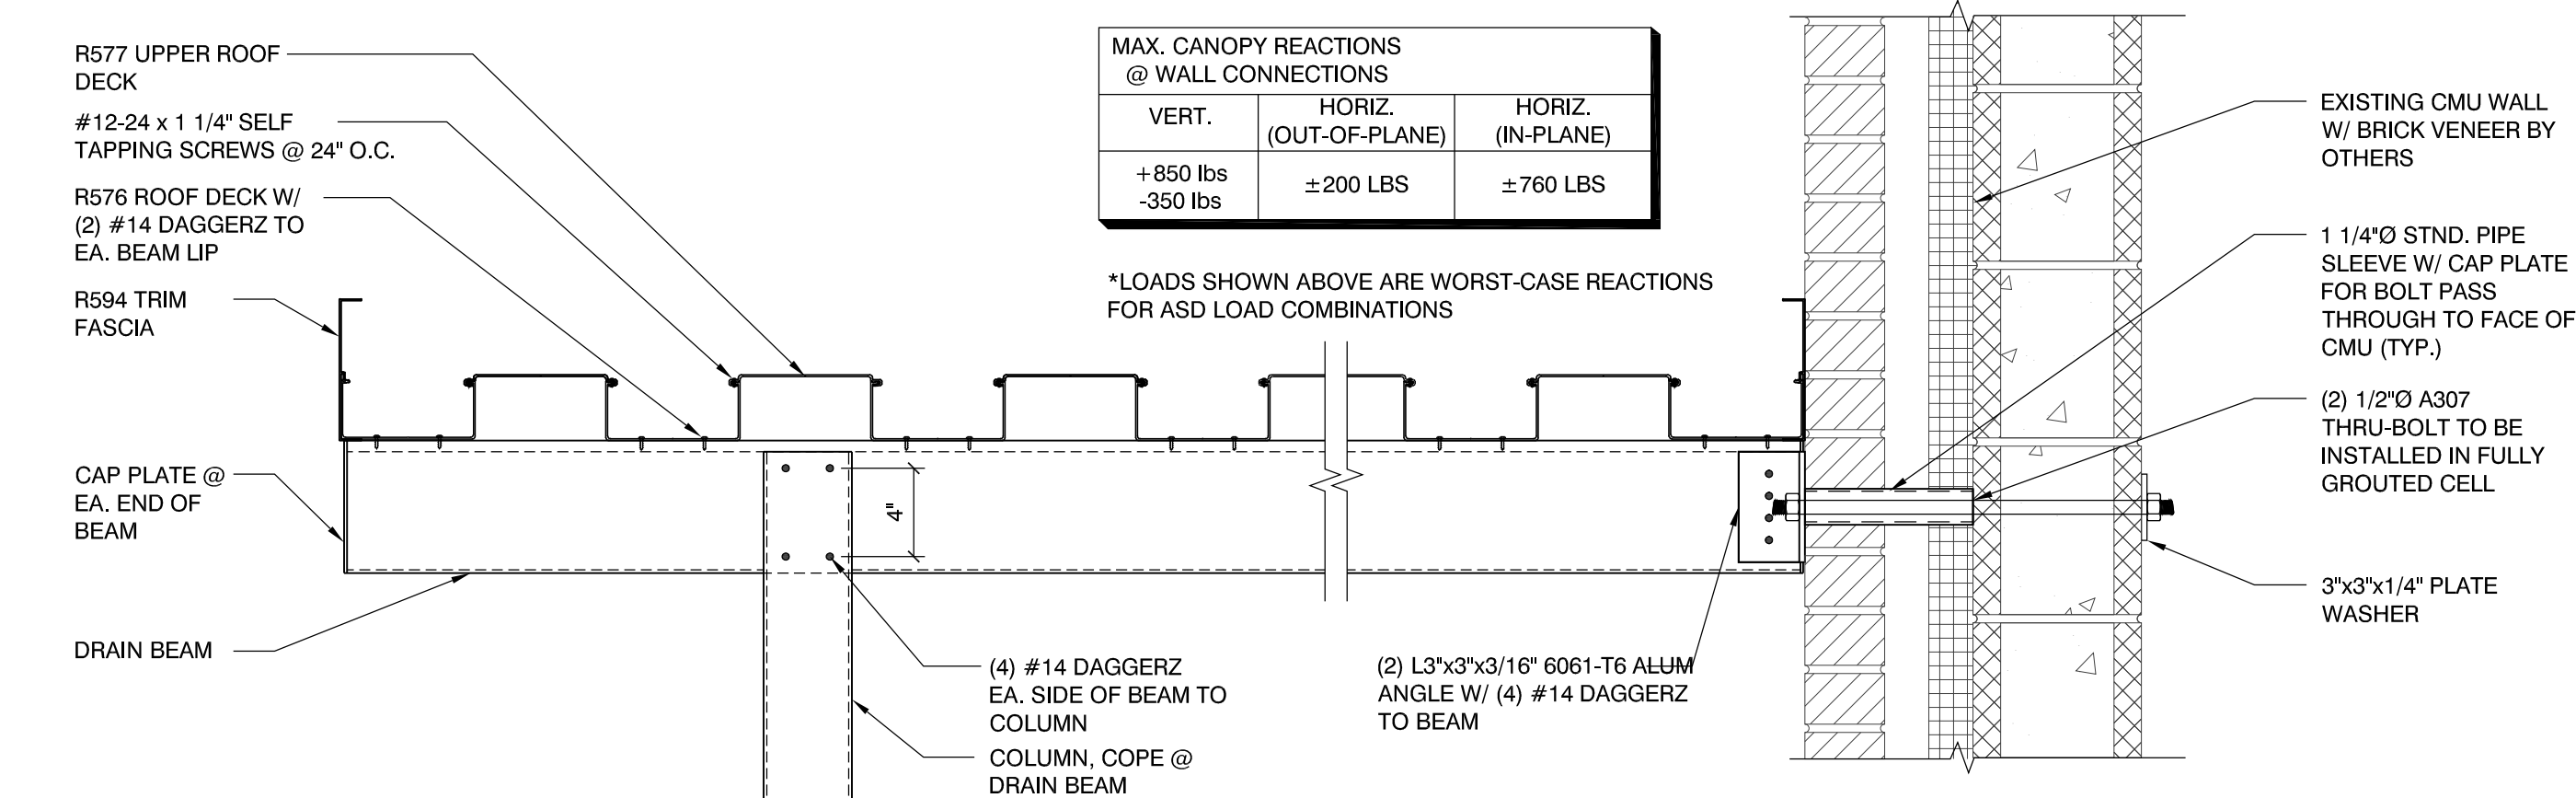 R577 UPPER ROOF
DECK
#12-24 x 1 1/4" SELF
TAPPING SCREWS @ 24" O.C.
R576 ROOF DECK W/
(2) #14 DAGGERZ TO
EA. BEAM LIP
R594 TRIM
FASCIA
CAP PLATE @
EA. END OF
BEAM
DRAIN BEAM
MAX. CANOPY REACTIONS
@ WALL CONNECTIONS
VERT.
HORIZ.
(OUT-OF-PLANE)
HORIZ.
(IN-PLANE)
+850 lbs
-350 lbs
±200 LBS
±760 LBS
*LOADS SHOWN ABOVE ARE WORST-CASE REACTIONS
FOR ASD LOAD COMBINATIONS
4"
(4) #14 DAGGERZ
EA. SIDE OF BEAM TO
COLUMN
COLUMN, COPE @
DRAIN BEAM
(2) L3"x3"x3/16" 6061-T6 ALUM
ANGLE W/ (4) #14 DAGGERZ
TO BEAM
EXISTING CMU WALL
W/ BRICK VENEER BY
OTHERS
1 1/4"Ø STND. PIPE
SLEEVE W/ CAP PLATE
FOR BOLT PASS
THROUGH TO FACE OF
CMU (TYP.)
(2) 1/2"Ø A307
THRU-BOLT TO BE
INSTALLED IN FULLY
GROUTED CELL
3"x3"x1/4" PLATE
WASHER